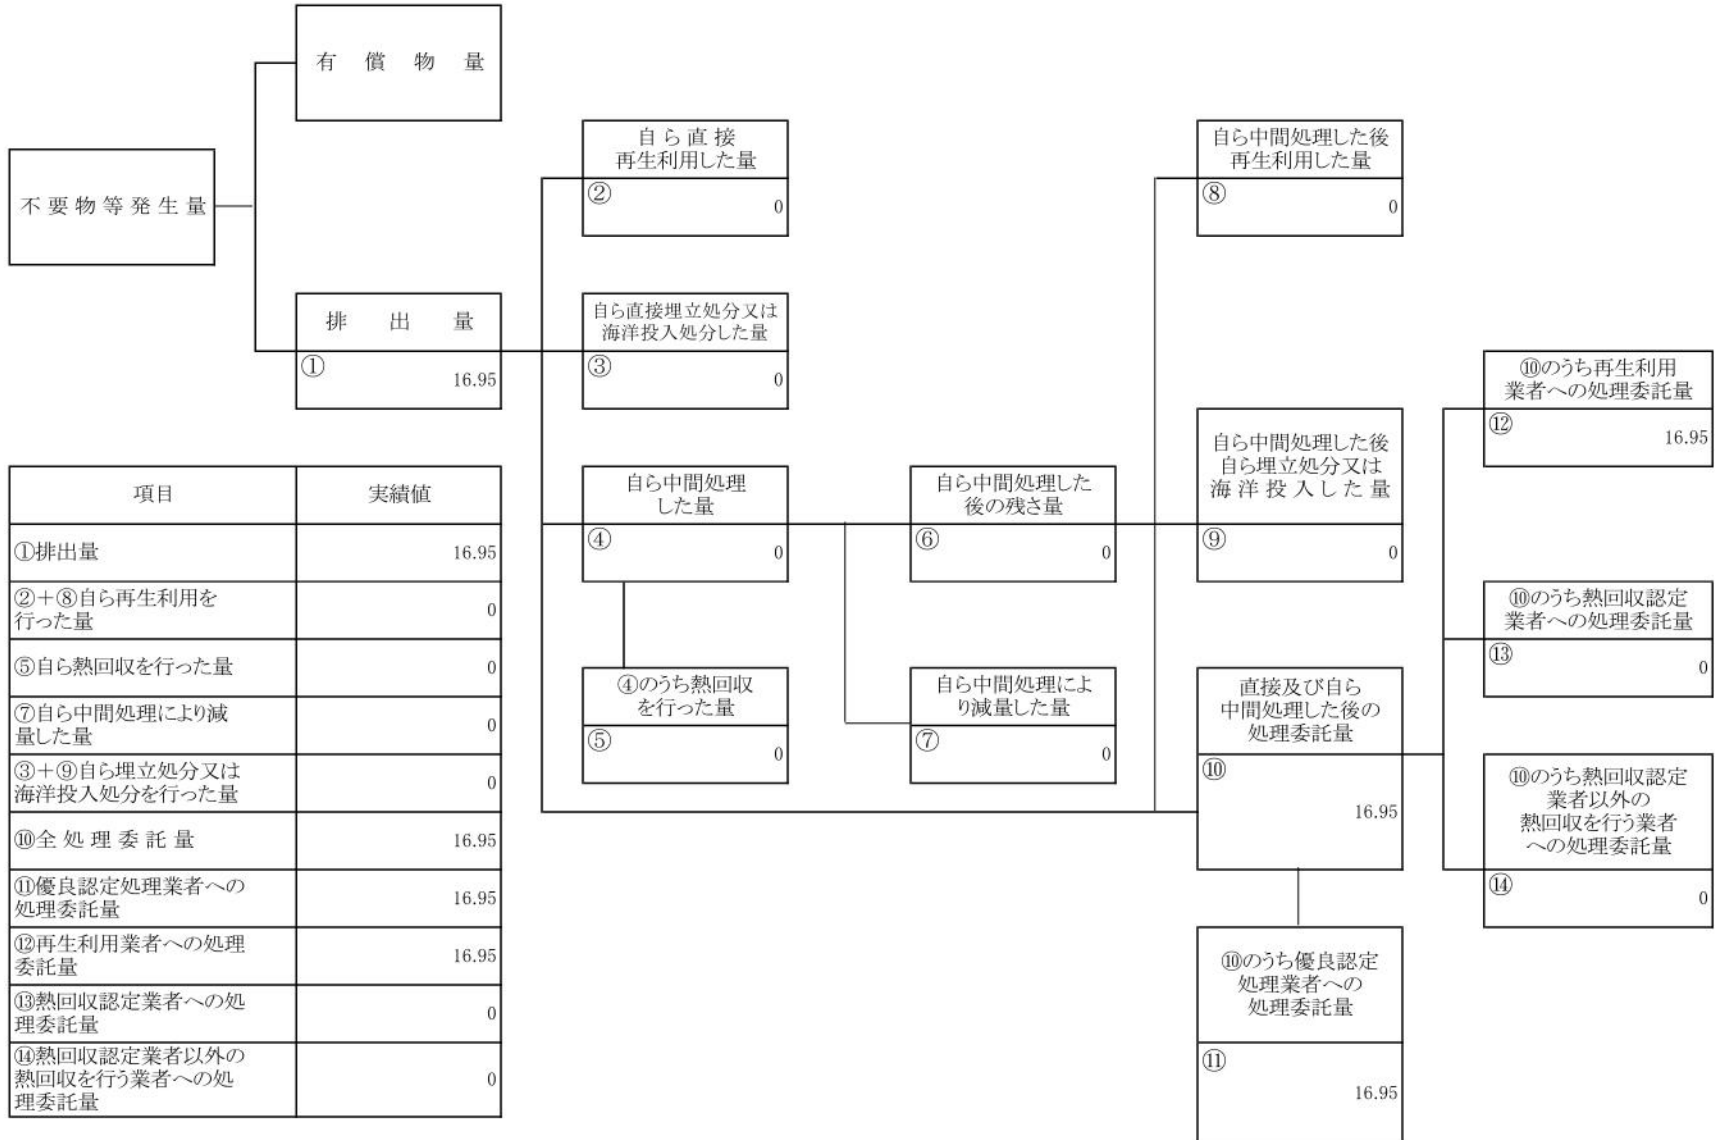 有償物量
不要物等発生量
排出量
①
16.95
自ら直接
再生利用した量
②
0
自ら直接埋立処分又は
海洋投入処分した量
③
0
自ら中間処理
した量
④
0
④のうち熱回収
を行った量
⑤
0
自ら中間処理した
後の残さ量
⑥
0
自ら中間処理によ
り減量した量
⑦
0
自ら中間処理した後
再生利用した量
⑧
0
自ら中間処理した後
自ら埋立処分又は
海洋投入した量
⑨
0
直接及び自ら
中間処理した後の
処理委託量
⑩
16.95
⑩のうち優良認定
処理業者への
処理委託量
⑪
16.95
⑩のうち再生利用
業者への処理委託量
⑫
16.95
⑩のうち熱回収認定
業者への処理委託量
⑬
0
⑩のうち熱回収認定
業者以外の
熱回収を行う業者
への処理委託量
⑭
0
項目 実績値
①排出量 16.95
②+⑧自ら再生利用を
行った量 0
⑤自ら熱回収を行った量 0
⑦自ら中間処理により減
量した量 0
③+⑨自ら埋立処分又は
海洋投入処分を行った量 0
⑩全処理委託量 16.95
⑪優良認定処理業者への
処理委託量 16.95
⑫再生利用業者への処理
委託量 16.95
⑬熱回収認定業者への処
理委託量 0
⑭熱回収認定業者以外の
熱回収を行う業者への処
理委託量 0